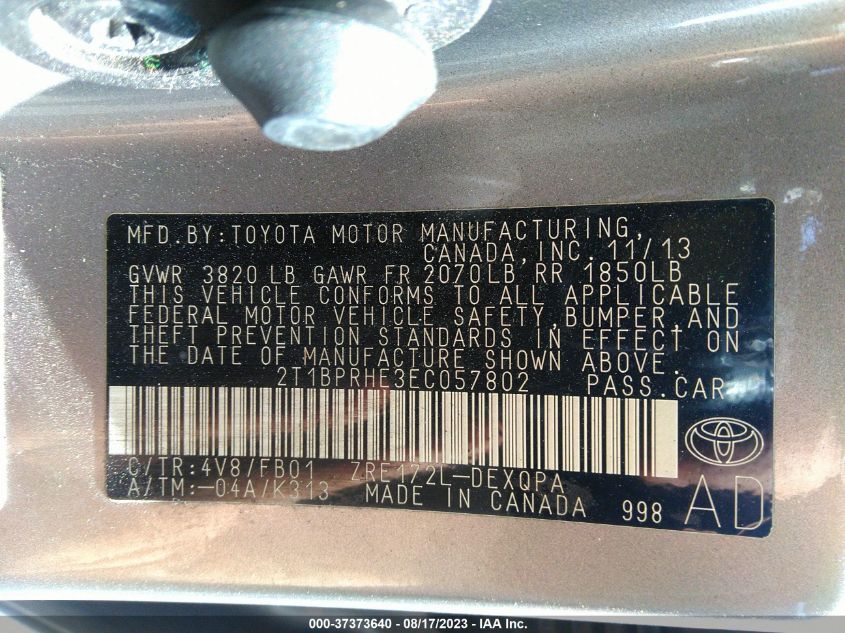 MFD.BY:TOYOTA MOTOR MANUFACTURING,
CANADA,INC. 11/13
GVWR 3820 LB GAWR FR 2070LB RR 1850LB
THIS VEHICLE CONFORMS TO ALL APPLICABLE
FEDERAL MOTOR VEHICLE SAFETY,BUMPER,AND
THEFT PREVENTION STANDARDS IN EFFECT ON
THE DATE OF MANUFACTURE SHOWN ABOVE.
2T1BPRHE3EC057802 PASS.CAR
C/TR:4V8/FB01 ZRE172L-DEXQPA
A/TM:-04A/K313 MADE IN CANADA 998 AD
000-37373640 - 08/17/2023 - IAA Inc.